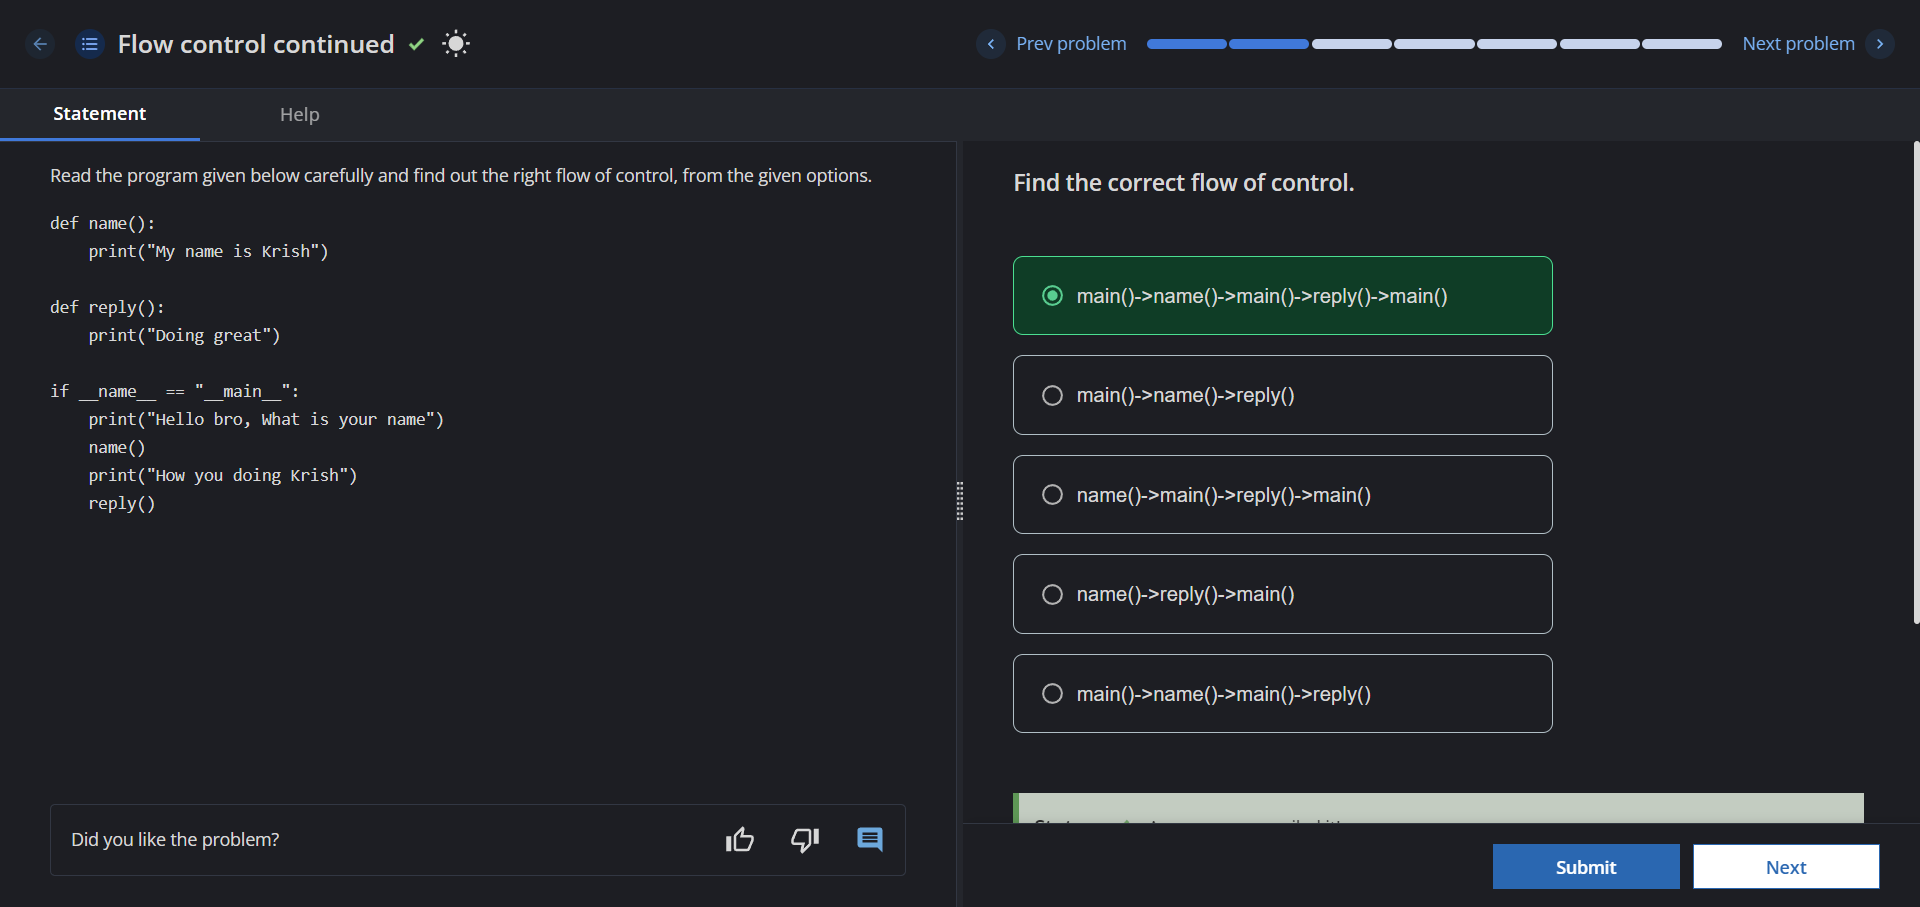 Flow control continued
Prev problem
Next problem
Statement
Help
Read the program given below carefully and find out the right flow of control, from the given options.
def name():
    print("My name is Krish")
def reply():
    print("Doing great")
if __name__ == "__main__":
    print("Hello bro, What is your name")
    name()
    print("How you doing Krish")
    reply()
Did you like the problem?
Find the correct flow of control.
main()->name()->main()->reply()->main()
main()->name()->reply()
name()->main()->reply()->main()
name()->reply()->main()
main()->name()->main()->reply()
Submit
Next